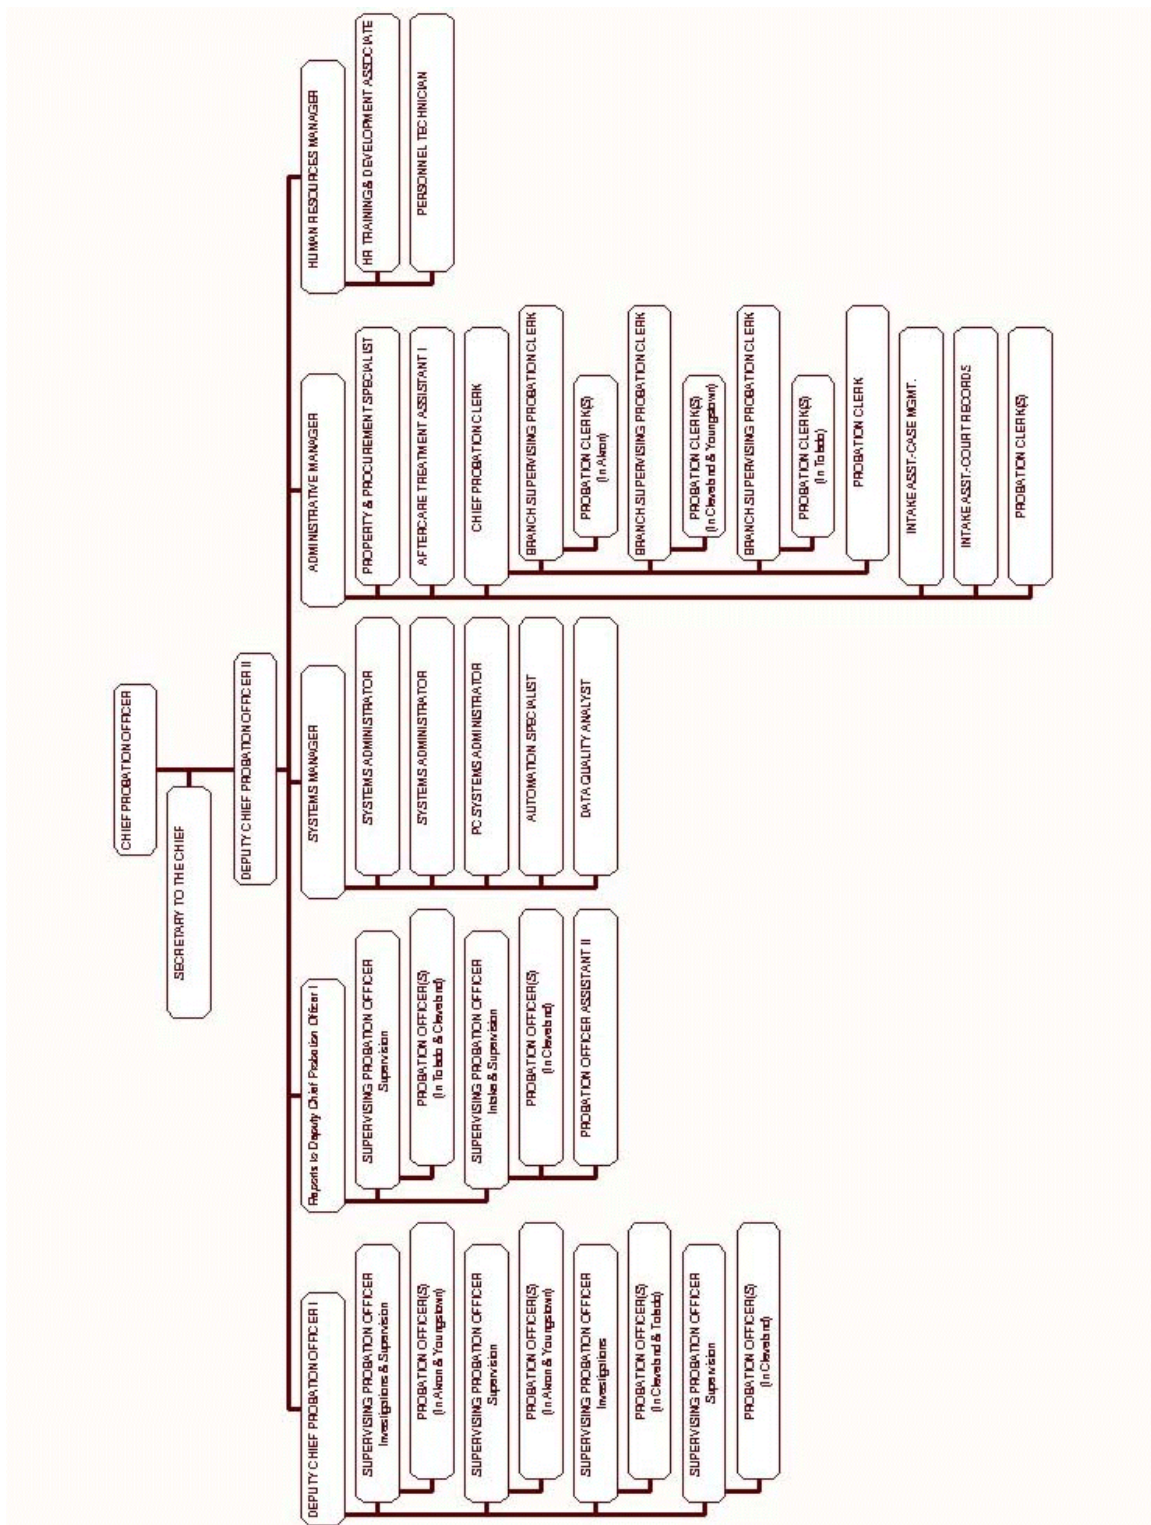 CHIEF PROBATION OFFICER
SECRETARY TO THE CHIEF
DEPUTY CHIEF PROBATION OFFICER II
DEPUTY CHIEF PROBATION OFFICER I
SUPERVISING PROBATION OFFICER
Investigations & Supervision
PROBATION OFFICER(S)
(In Akron & Youngstown)
SUPERVISING PROBATION OFFICER
Supervision
PROBATION OFFICER(S)
(In Akron & Youngstown)
SUPERVISING PROBATION OFFICER
Investigations
PROBATION OFFICER(S)
(In Cleveland & Toledo)
SUPERVISING PROBATION OFFICER
Supervision
PROBATION OFFICER(S)
(In Cleveland)
Reports to Deputy Chief Probation Officer I
SUPERVISING PROBATION OFFICER
Supervision
PROBATION OFFICER(S)
(In Toledo & Cleveland)
SUPERVISING PROBATION OFFICER
Intake & Supervision
PROBATION OFFICER(S)
(In Cleveland)
PROBATION OFFICER ASSISTANT II
SYSTEMS MANAGER
SYSTEMS ADMINISTRATOR
SYSTEMS ADMINISTRATOR
PC SYSTEMS ADMINISTRATOR
AUTOMATION SPECIALIST
DATA QUALITY ANALYST
ADMINISTRATIVE MANAGER
PROPERTY & PROCUREMENT SPECIALIST
AFTERCARE TREATMENT ASSISTANT I
CHIEF PROBATION CLERK
BRANCH SUPERVISING PROBATION CLERK
PROBATION CLERK(S)
(In Akron)
BRANCH SUPERVISING PROBATION CLERK
PROBATION CLERK(S)
(In Cleveland & Youngstown)
BRANCH SUPERVISING PROBATION CLERK
PROBATION CLERK(S)
(In Toledo)
PROBATION CLERK
INTAKE ASST.-CASE MGMT.
INTAKE ASST.-COURT RECORDS
PROBATION CLERK(S)
HUMAN RESOURCES MANAGER
HR TRAINING & DEVELOPMENT ASSOCIATE
PERSONNEL TECHNICIAN